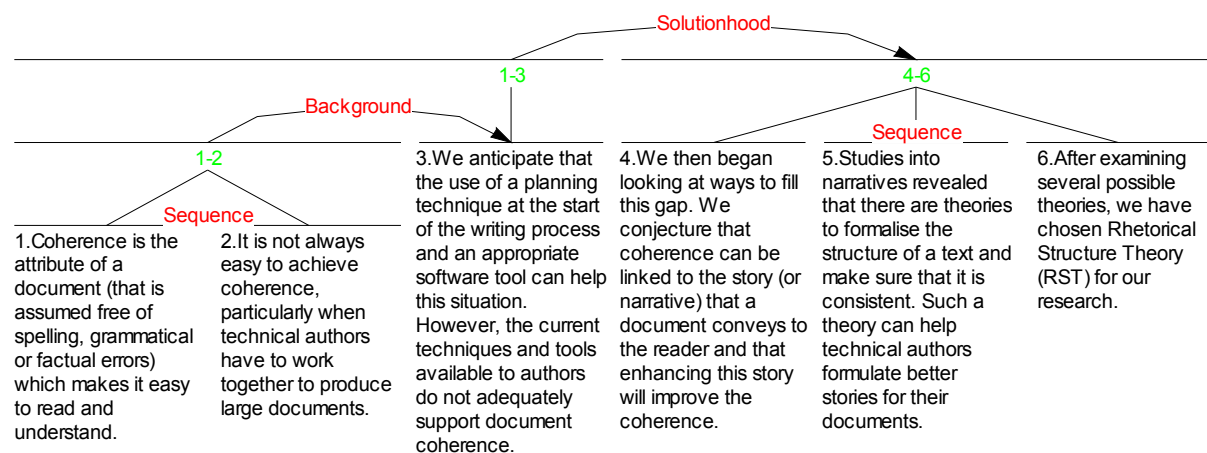 Solutionhood
1-3
4-6
Background
Sequence
1-2
Sequence
1.Coherence is the
attribute of a
document (that is
assumed free of
spelling, grammatical
or factual errors)
which makes it easy
to read and
understand.
2.It is not always
easy to achieve
coherence,
particularly when
technical authors
have to work
together to produce
large documents.
3.We anticipate that
the use of a planning
technique at the start
of the writing process
and an appropriate
software tool can help
this situation.
However, the current
techniques and tools
available to authors
do not adequately
support document
coherence.
4.We then began
looking at ways to fill
this gap. We
conjecture that
coherence can be
linked to the story (or
narrative) that a
document conveys to
the reader and that
enhancing this story
will improve the
coherence.
5.Studies into
narratives revealed
that there are theories
to formalise the
structure of a text and
make sure that it is
consistent. Such a
theory can help
technical authors
formulate better
stories for their
documents.
6.After examining
several possible
theories, we have
chosen Rhetorical
Structure Theory
(RST) for our
research.